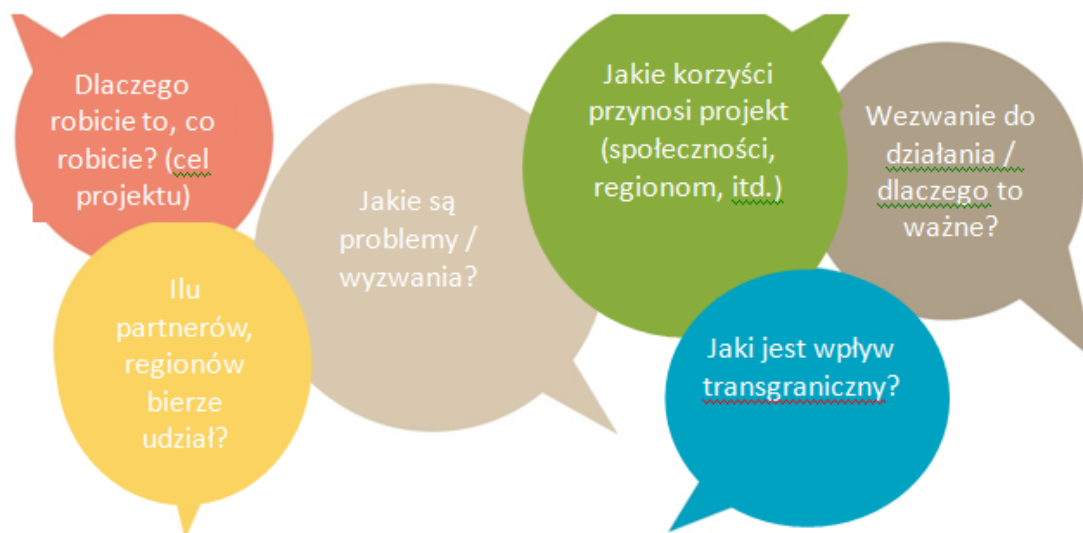 Dlaczego
robicie to, co
robicie? (cel
projektu)
Ilu
partnerów,
regionów
bierze
udział?
Jakie są
problemy /
wyzwania?
Jakie korzyści
przynosi projekt
(społeczności,
regionom, itd.)
Jaki jest wpływ
transgraniczny?
Wezwanie do
działania /
dlaczego to
ważne?